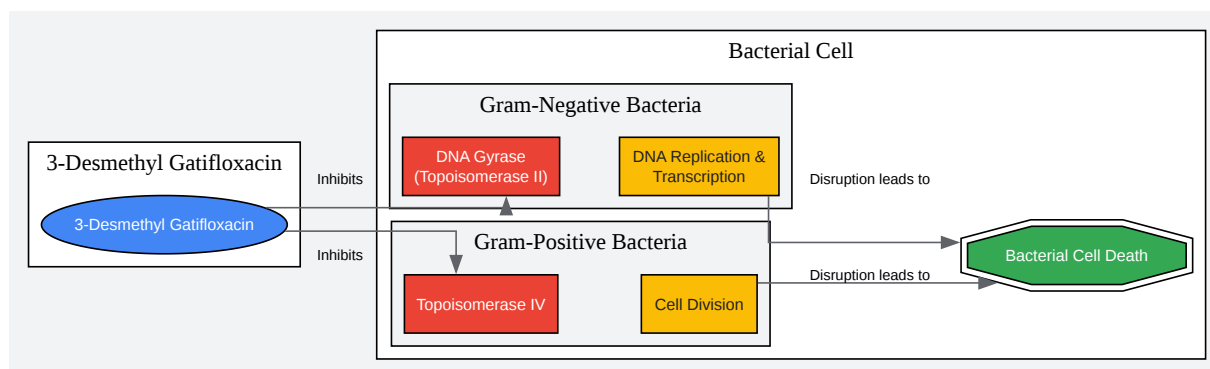 Bacterial Cell
Gram-Negative Bacteria
DNA Gyrase
(Topoisomerase II)
DNA Replication &
Transcription
3-Desmethyl Gatifloxacin
3-Desmethyl Gatifloxacin
Inhibits
Inhibits
Disruption leads to
Gram-Positive Bacteria
Topoisomerase IV
Cell Division
Disruption leads to
Bacterial Cell Death